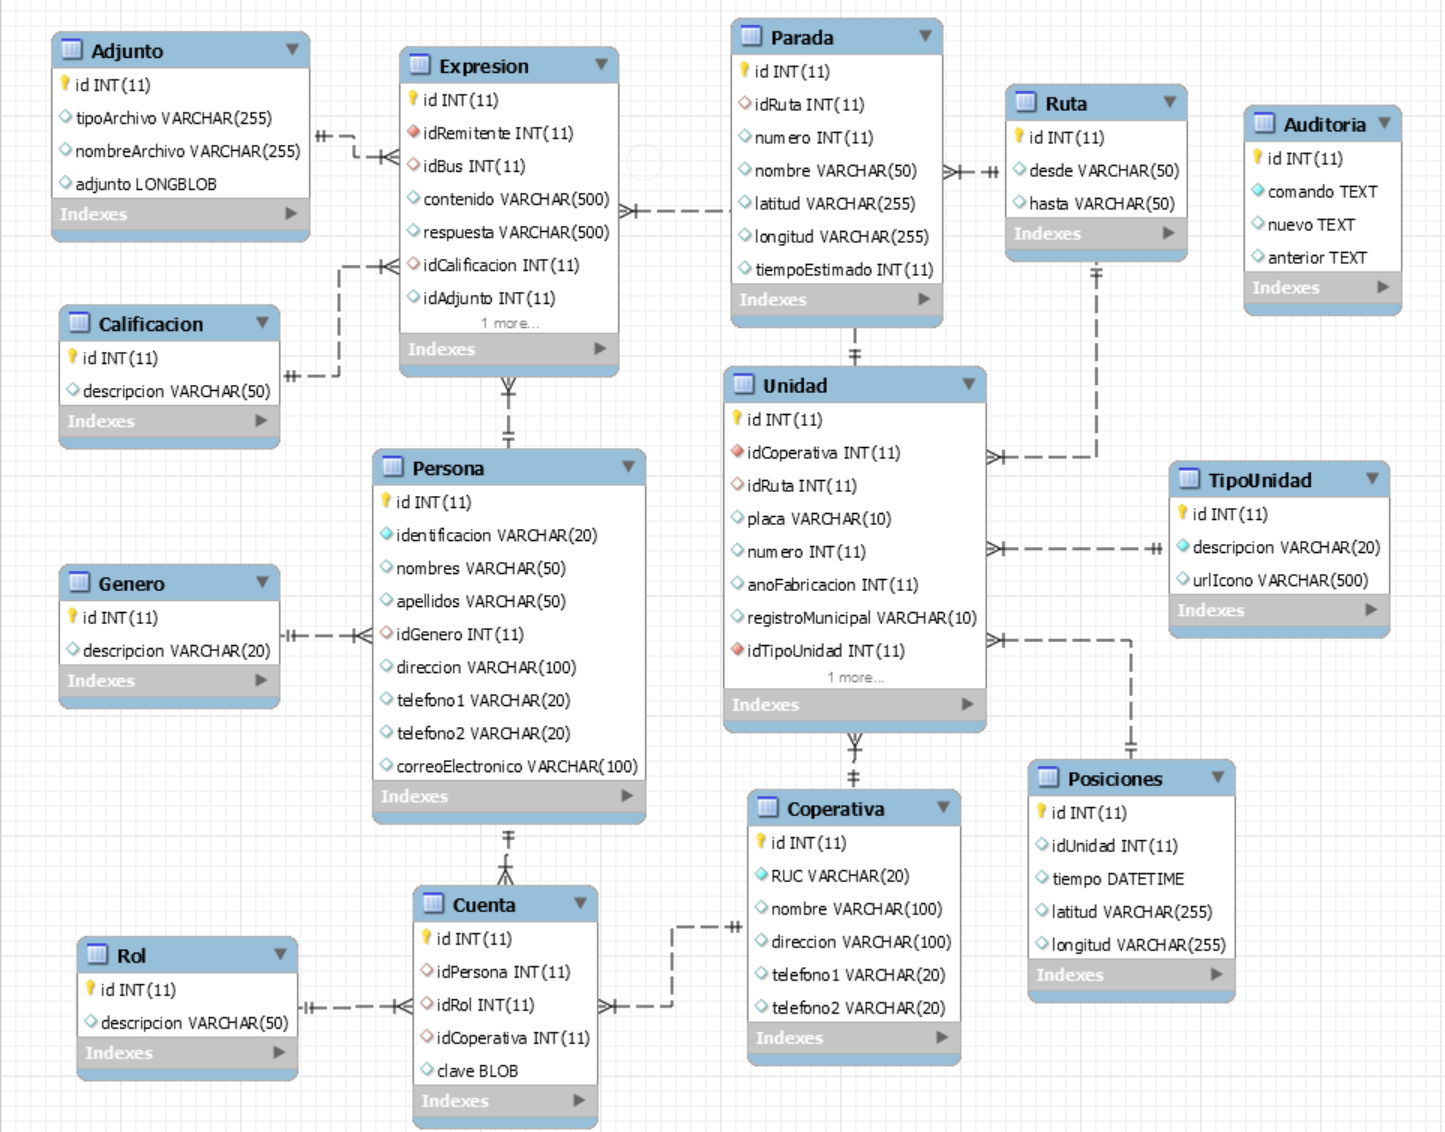 Adjunto
id INT(11)
tipoArchivo VARCHAR(255)
nombreArchivo VARCHAR(255)
adjunto LONGBLOB
Indexes
Expresion
id INT(11)
idRemitente INT(11)
idBus INT(11)
contenido VARCHAR(500)
respuesta VARCHAR(500)
idCalificacion INT(11)
idAdjunto INT(11)
1 more...
Indexes
Parada
id INT(11)
idRuta INT(11)
numero INT(11)
nombre VARCHAR(50)
latitud VARCHAR(255)
longitud VARCHAR(255)
tiempoEstimado INT(11)
Indexes
Ruta
id INT(11)
desde VARCHAR(50)
hasta VARCHAR(50)
Indexes
Auditoria
id INT(11)
comando TEXT
nuevo TEXT
anterior TEXT
Indexes
Calificacion
id INT(11)
descripcion VARCHAR(50)
Indexes
Persona
id INT(11)
identificacion VARCHAR(20)
nombres VARCHAR(50)
apellidos VARCHAR(50)
idGenero INT(11)
direccion VARCHAR(100)
telefono1 VARCHAR(20)
telefono2 VARCHAR(20)
correoElectronico VARCHAR(100)
Indexes
Unidad
id INT(11)
idCoperativa INT(11)
idRuta INT(11)
placa VARCHAR(10)
numero INT(11)
anoFabricacion INT(11)
registroMunicipal VARCHAR(10)
idTipoUnidad INT(11)
1 more...
Indexes
TipoUnidad
id INT(11)
descripcion VARCHAR(20)
urlIcono VARCHAR(500)
Indexes
Genero
id INT(11)
descripcion VARCHAR(20)
Indexes
Coperativa
id INT(11)
RUC VARCHAR(20)
nombre VARCHAR(100)
direccion VARCHAR(100)
telefono1 VARCHAR(20)
telefono2 VARCHAR(20)
Indexes
Posiciones
id INT(11)
idUnidad INT(11)
tiempo DATETIME
latitud VARCHAR(255)
longitud VARCHAR(255)
Indexes
Rol
id INT(11)
descripcion VARCHAR(50)
Indexes
Cuenta
id INT(11)
idPersona INT(11)
idRol INT(11)
idCoperativa INT(11)
clave BLOB
Indexes